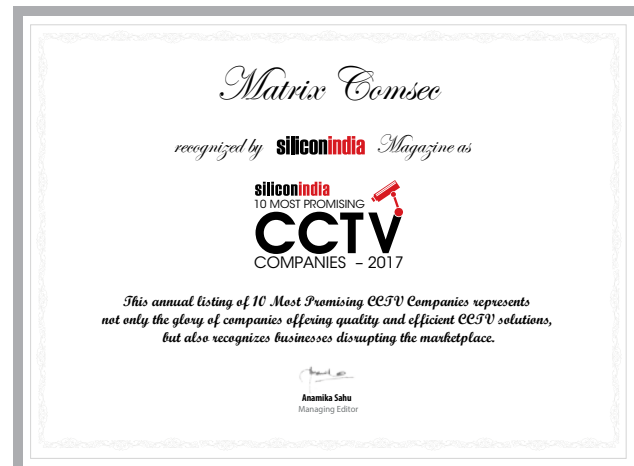 Matrix Comsec
recognized by siliconindia Magazine as
siliconindia
10 MOST PROMISING
CCTV
COMPANIES – 2017
This annual listing of 10 Most Promising CCTV Companies represents
not only the glory of companies offering quality and efficient CCTV solutions,
but also recognizes businesses disrupting the marketplace.
Anamika Sahu
Managing Editor